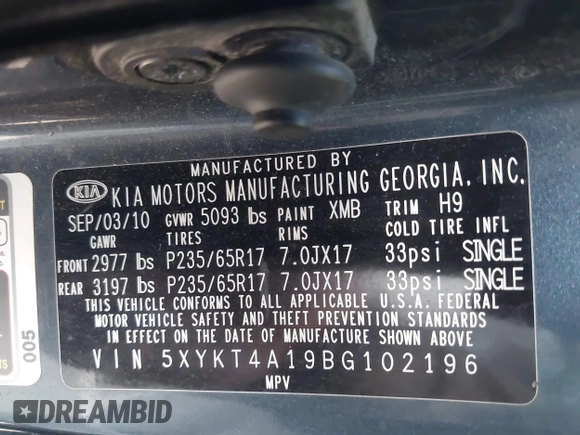 MANUFACTURED BY
KIA KIA MOTORS MANUFACTURING GEORGIA, INC.
SEP/03/10 GVWR 5093 lbs PAINT XMB TRIM H9
GAWR TIRES RIMS COLD TIRE INFL
FRONT 2977 lbs P235/65R17 7.0JX17 33psi SINGLE
REAR 3197 lbs P235/65R17 7.0JX17 33psi SINGLE
THIS VEHICLE CONFORMS TO ALL APPLICABLE U.S.A. FEDERAL
MOTOR VEHICLE SAFETY AND THEFT PREVENTION STANDARDS
IN EFFECT ON THE DATE OF MANUFACTURE SHOWN ABOVE
VIN 5XYKT4A19BG102196
MPV
005
DREAMBID